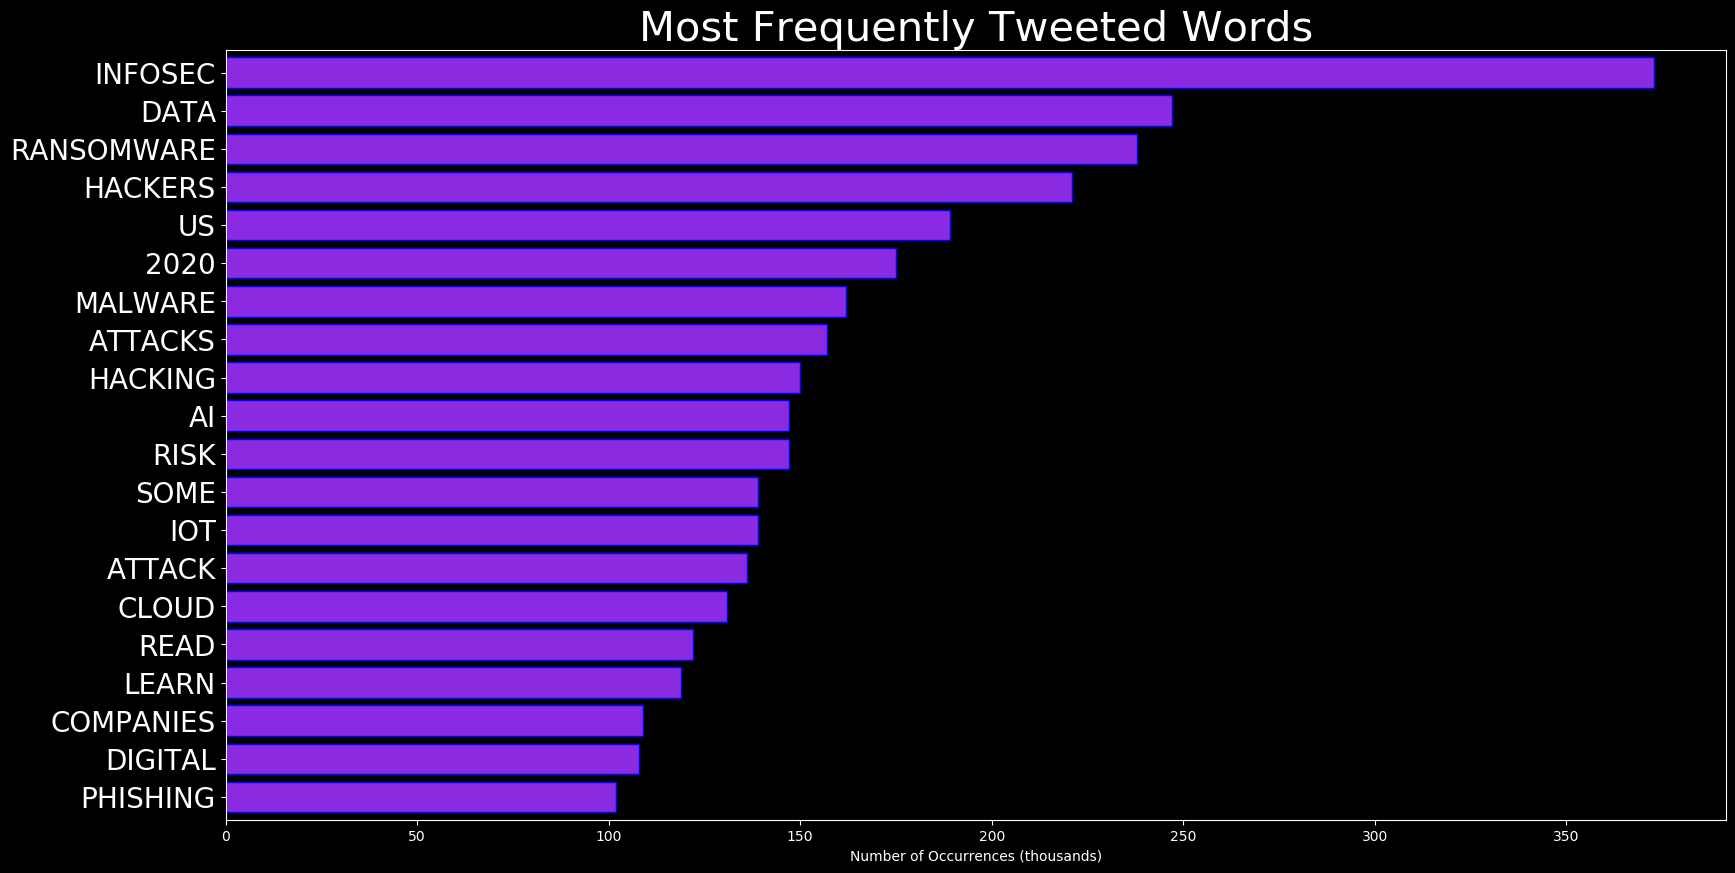 Most Frequently Tweeted Words
INFOSEC
DATA
RANSOMWARE
HACKERS
US
2020
MALWARE
ATTACKS
HACKING
AI
RISK
SOME
IOT
ATTACK
CLOUD
READ
LEARN
COMPANIES
DIGITAL
PHISHING
0 50 100 150 200 250 300 350
Number of Occurrences (thousands)